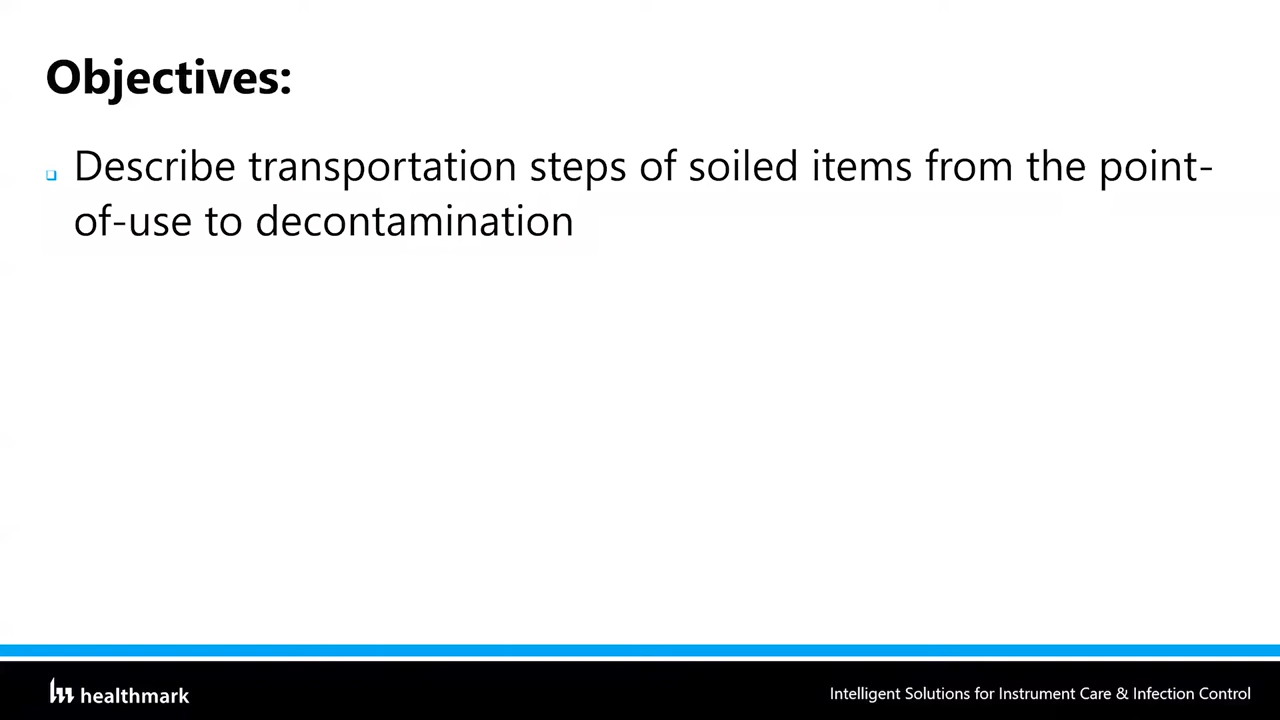 Objectives:
Describe transportation steps of soiled items from the point-
of-use to decontamination
healthmark
Intelligent Solutions for Instrument Care & Infection Control